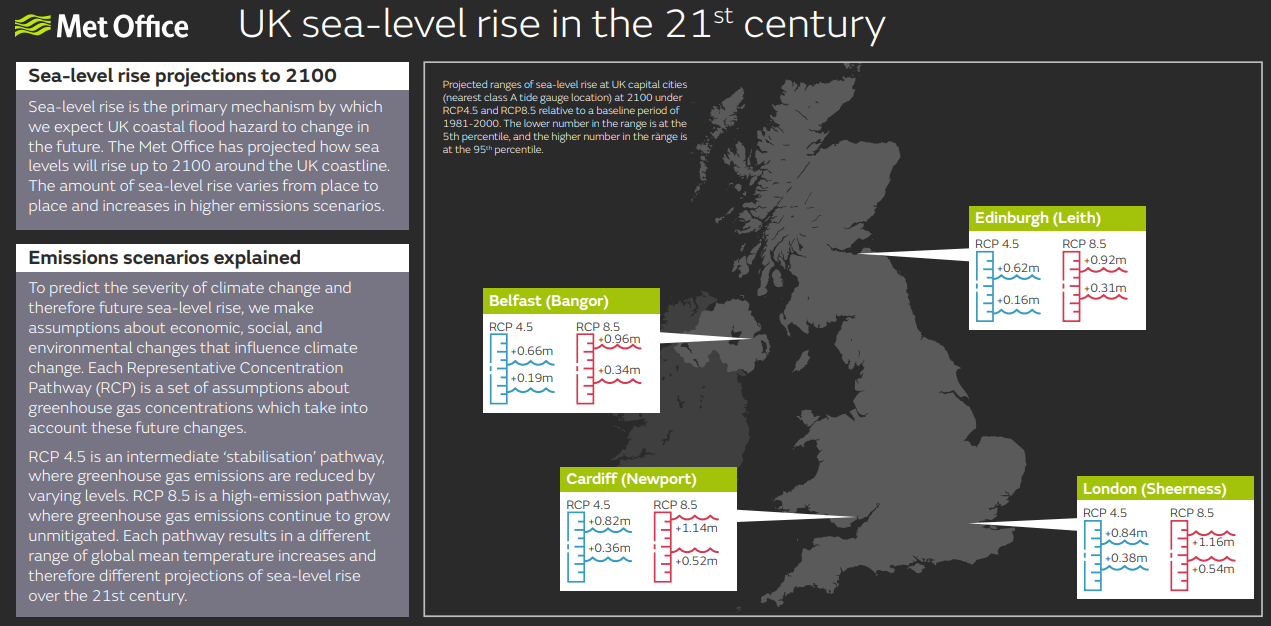 Met Office
UK sea-level rise in the 21st century
Sea-level rise projections to 2100
Sea-level rise is the primary mechanism by which
we expect UK coastal flood hazard to change in
the future. The Met Office has projected how sea
levels will rise up to 2100 around the UK coastline.
The amount of sea-level rise varies from place to
place and increases in higher emissions scenarios.
Emissions scenarios explained
To predict the severity of climate change and
therefore future sea-level rise, we make
assumptions about economic, social, and
environmental changes that influence climate
change. Each Representative Concentration
Pathway (RCP) is a set of assumptions about
greenhouse gas concentrations which take into
account these future changes.
RCP 4.5 is an intermediate ‘stabilisation’ pathway,
where greenhouse gas emissions are reduced by
varying levels. RCP 8.5 is a high-emission pathway,
where greenhouse gas emissions continue to grow
unmitigated. Each pathway results in a different
range of global mean temperature increases and
therefore different projections of sea-level rise
over the 21st century.
Projected ranges of sea-level rise at UK capital cities
(nearest class A tide gauge location) at 2100 under
RCP4.5 and RCP8.5 relative to a baseline period of
1981-2000. The lower number in the range is at the
5th percentile, and the higher number in the range is
at the 95th percentile.
Edinburgh (Leith)
RCP 4.5 RCP 8.5
+0.62m +0.92m
+0.16m +0.31m
Belfast (Bangor)
RCP 4.5 RCP 8.5
+0.66m +0.96m
+0.19m +0.34m
Cardiff (Newport)
RCP 4.5 RCP 8.5
+0.82m +1.14m
+0.36m +0.52m
London (Sheerness)
RCP 4.5 RCP 8.5
+0.84m +1.16m
+0.38m +0.54m